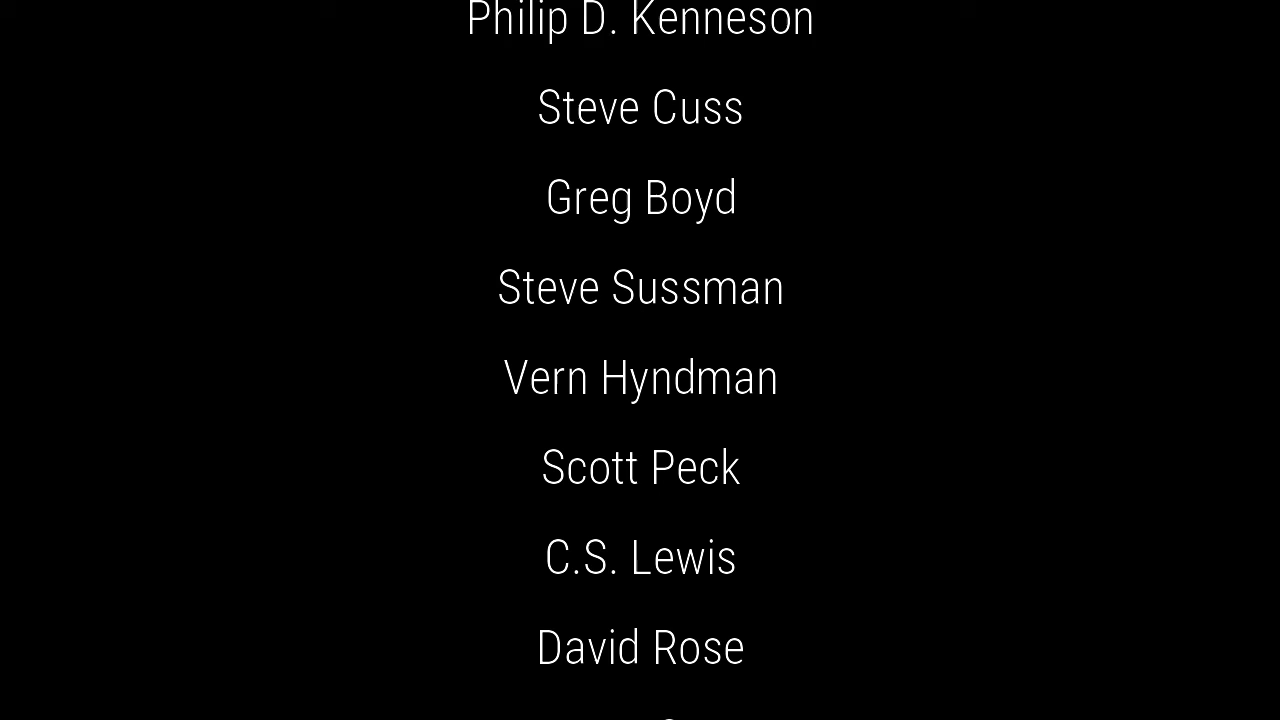 Philip D. Kenneson
Steve Cuss
Greg Boyd
Steve Sussman
Vern Hyndman
Scott Peck
C.S. Lewis
David Rose